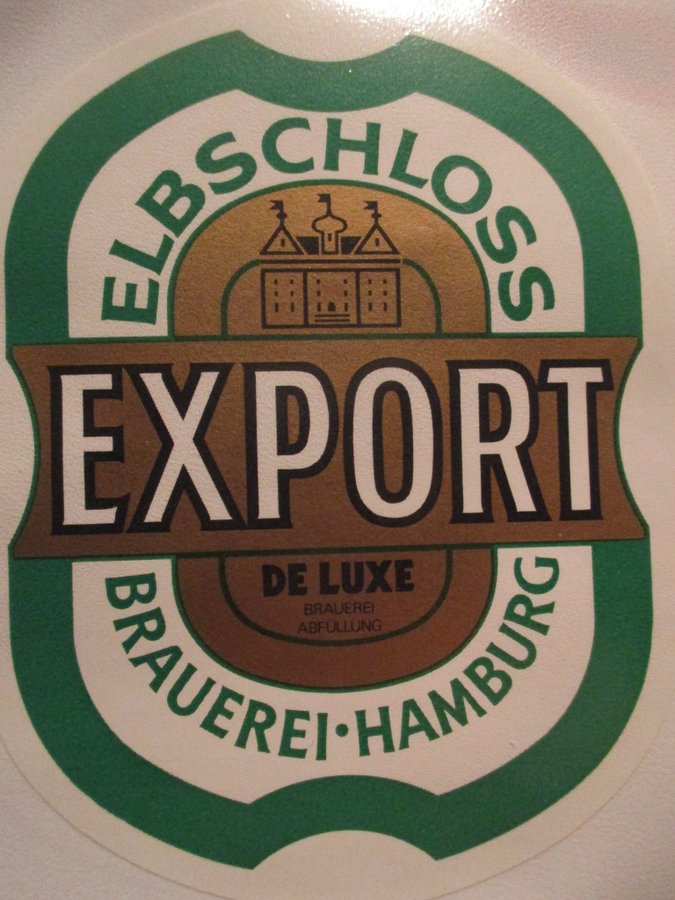 ELBSCHLOSS
EXPORT
DE LUXE
BRAUEREI
ABFÜLLUNG
BRAUEREI·HAMBURG